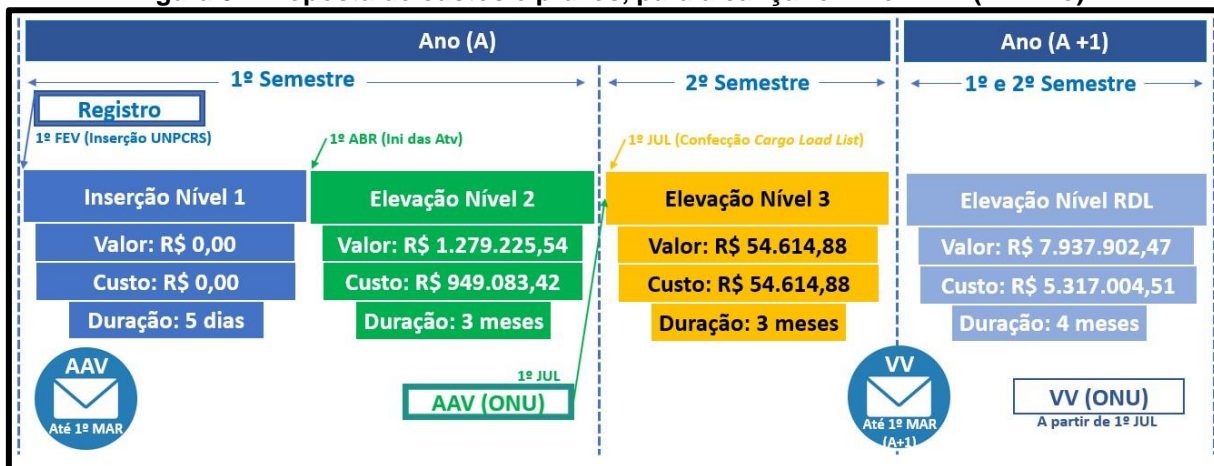 Ano (A)
Ano (A +1)
1º Semestre
2º Semestre
1º e 2º Semestre
Registro
1º FEV (Inserção UNPCRS)
1º ABR (Ini das Atv)
1º JUL (Confecção Cargo Load List)
Inserção Nível 1
Valor: R$ 0,00
Custo: R$ 0,00
Duração: 5 dias
Elevação Nível 2
Valor: R$ 1.279.225,54
Custo: R$ 949.083,42
Duração: 3 meses
Elevação Nível 3
Valor: R$ 54.614,88
Custo: R$ 54.614,88
Duração: 3 meses
Elevação Nível RDL
Valor: R$ 7.937.902,47
Custo: R$ 5.317.004,51
Duração: 4 meses
AAV
Até 1º MAR
1º JUL
AAV (ONU)
VV
Até 1º MAR
(A+1)
VV (ONU)
A partir de 1º JUL